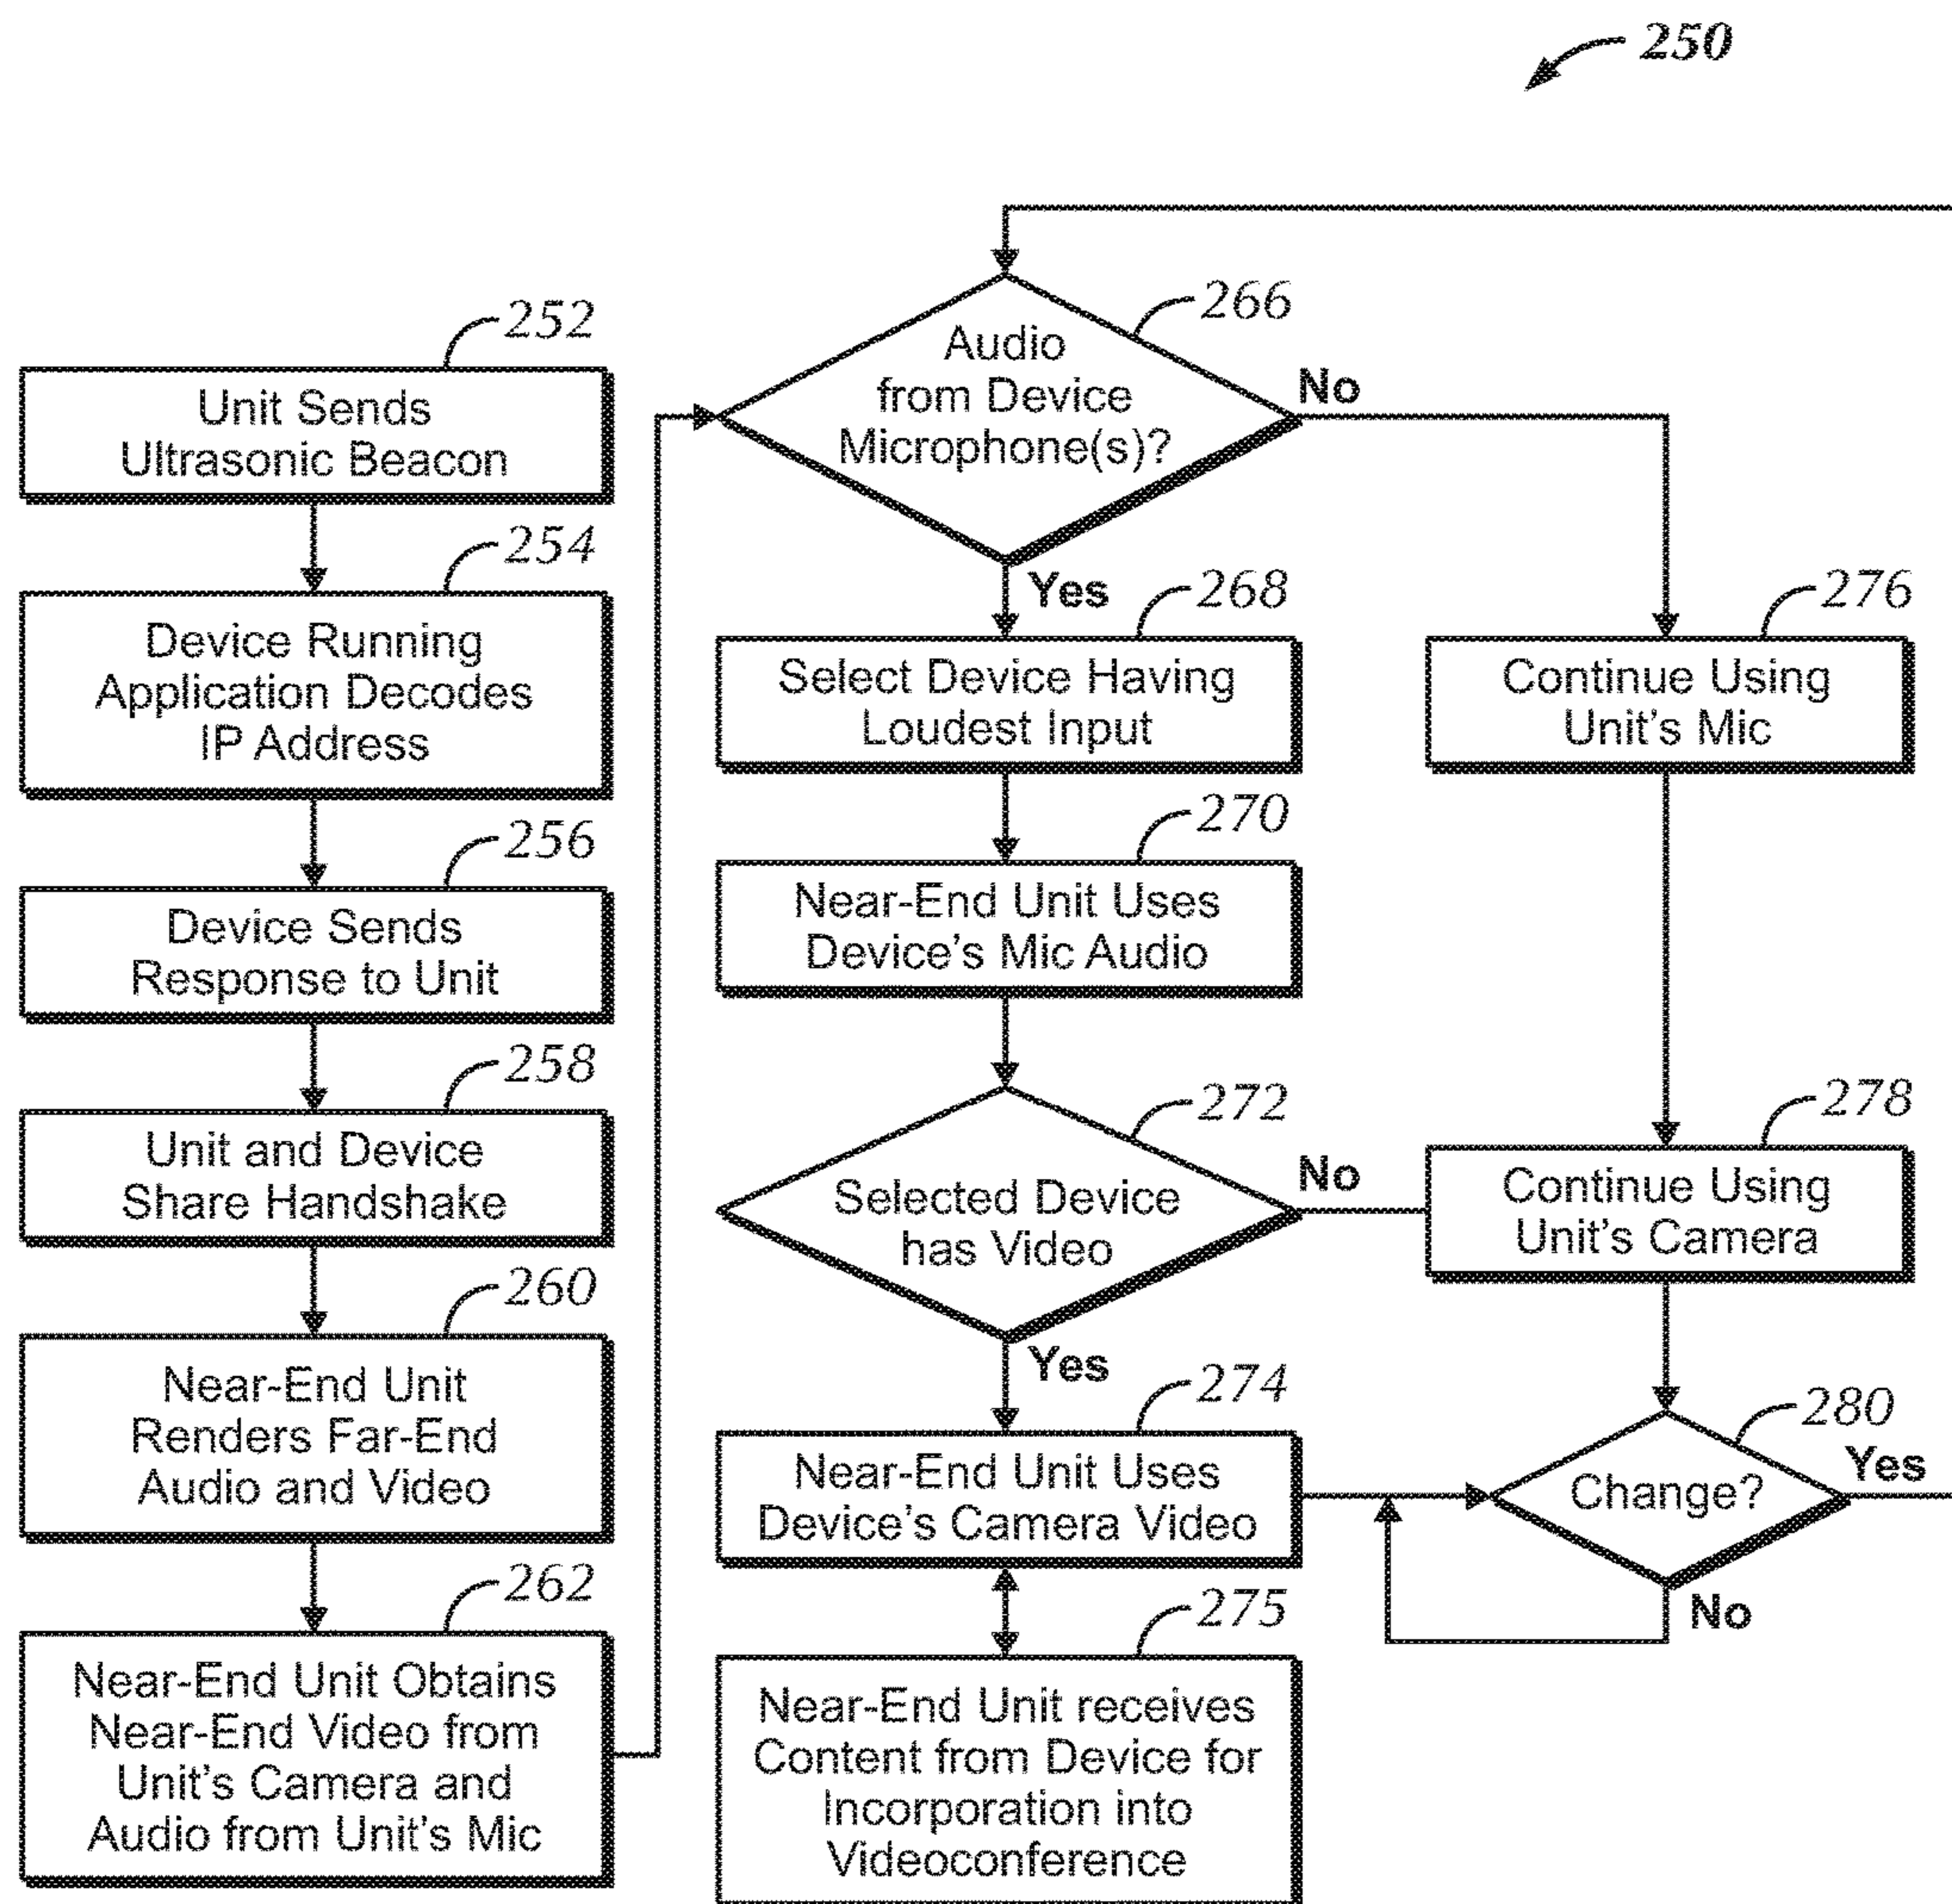 250
252
Unit Sends
Ultrasonic Beacon
254
Device Running
Application Decodes
IP Address
256
Device Sends
Response to Unit
258
Unit and Device
Share Handshake
260
Near-End Unit
Renders Far-End
Audio and Video
262
Near-End Unit Obtains
Near-End Video from
Unit's Camera and
Audio from Unit's Mic
266
Audio
from Device
Microphone(s)?
No
Yes
268
Select Device Having
Loudest Input
270
Near-End Unit Uses
Device's Mic Audio
272
Selected Device
has Video
No
Yes
274
Near-End Unit Uses
Device's Camera Video
275
Near-End Unit receives
Content from Device for
Incorporation into
Videoconference
276
Continue Using
Unit's Mic
278
Continue Using
Unit's Camera
280
Change?
Yes
No